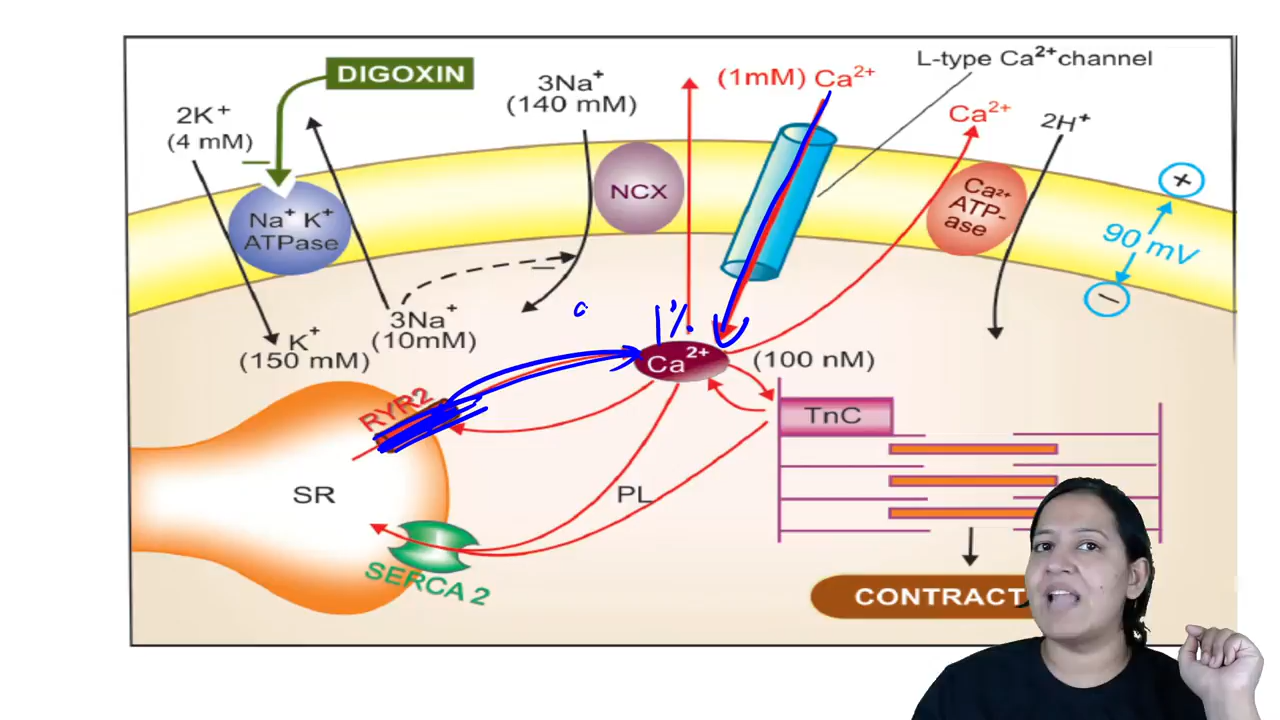 DIGOXIN
2K+
(4 mM)
3Na+
(140 mM)
(1mM) Ca2+
L-type Ca2+ channel
Ca2+
2H+
Na+ K+
ATPase
NCX
Ca2+
ATP-
ase
+
90 mV
−
−
−
3Na+
(10mM)
K+
(150 mM)
1%
Ca2+
(100 nM)
RYR2
TnC
SR
PL
SERCA 2
CONTRACT